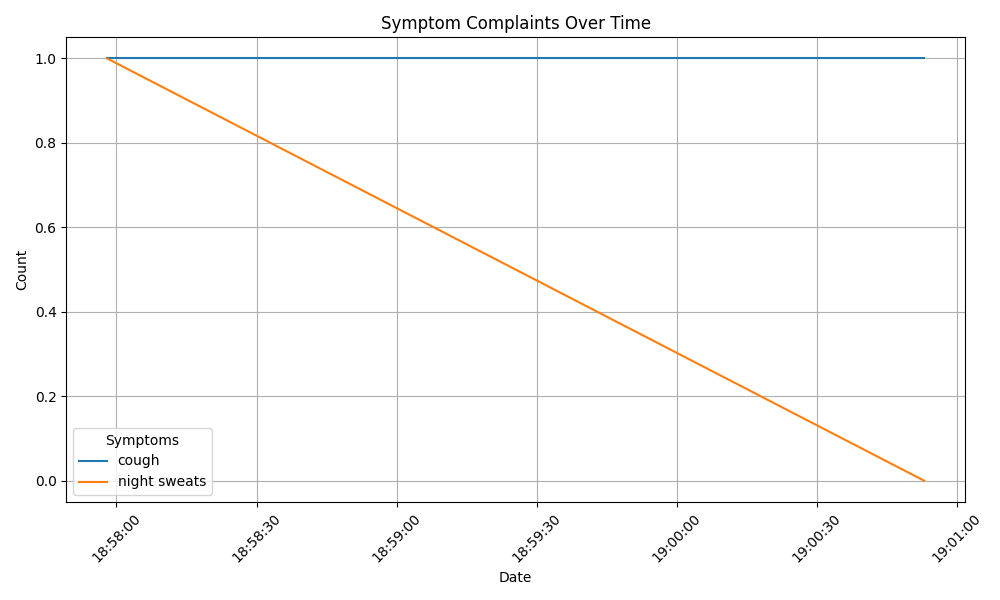 Symptom Complaints Over Time
Count
1.0
0.8
0.6
0.4
0.2
0.0
Symptoms
cough
night sweats
18:58:00
18:58:30
18:59:00
18:59:30
19:00:00
19:00:30
19:01:00
Date